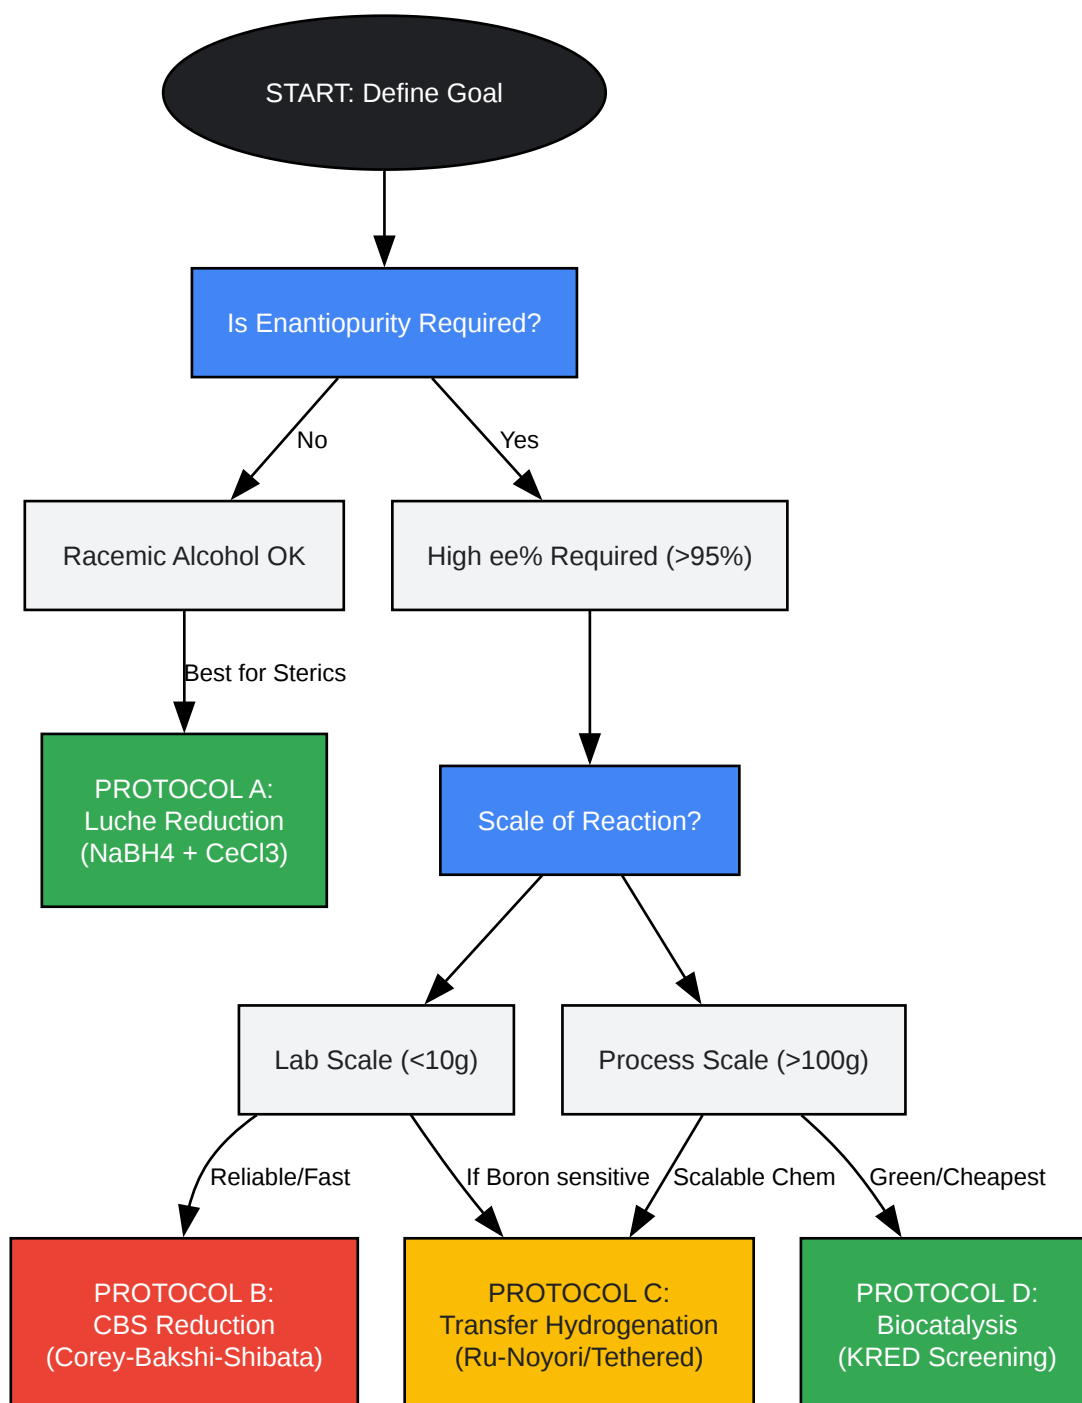 START: Define Goal
Is Enantiopurity Required?
No
Yes
Racemic Alcohol OK
High ee% Required (>95%)
Best for Sterics
PROTOCOL A:
Luche Reduction
(NaBH4 + CeCl3)
Scale of Reaction?
Lab Scale (<10g)
Process Scale (>100g)
Reliable/Fast
If Boron sensitive
Scalable Chem
Green/Cheapest
PROTOCOL B:
CBS Reduction
(Corey-Bakshi-Shibata)
PROTOCOL C:
Transfer Hydrogenation
(Ru-Noyori/Tethered)
PROTOCOL D:
Biocatalysis
(KRED Screening)